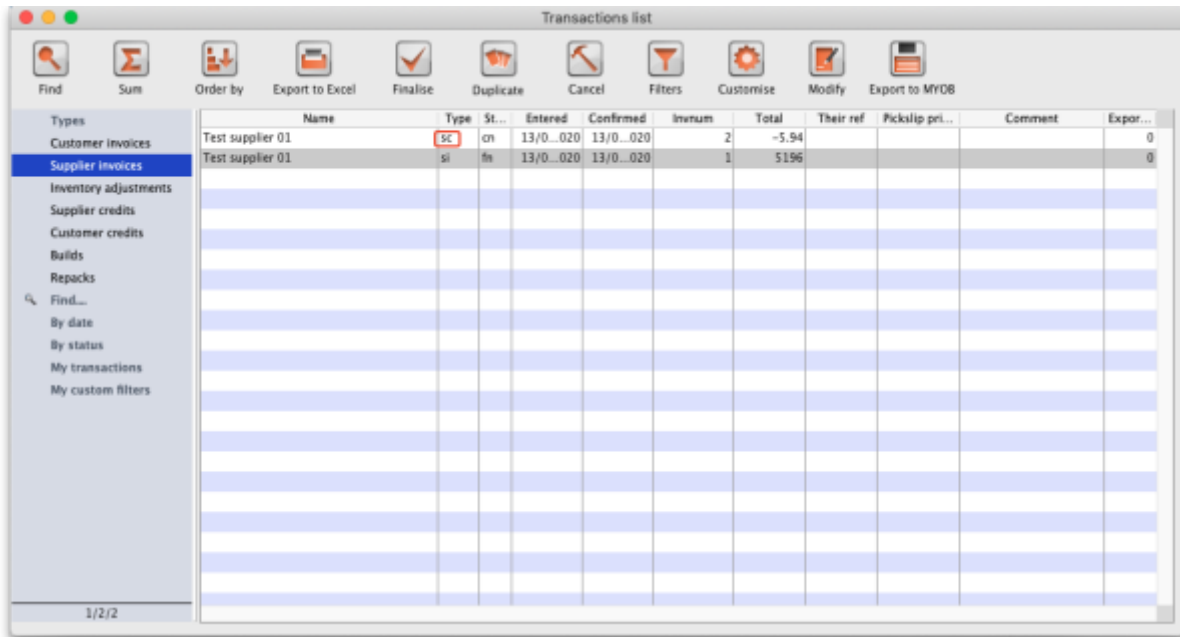 Transactions list
Find Sum Order by Export to Excel Finalise Duplicate Cancel Filters Customise Modify Export to MYOB
Types
Customer invoices
Supplier invoices
Inventory adjustments
Supplier credits
Customer credits
Builds
Repacks
Find...
By date
By status
My transactions
My custom filters
1/2/2
Name Type St... Entered Confirmed Invnum Total Their ref Pickslip pri... Comment Expor...
Test supplier 01 sc cn 13/0...020 13/0...020 2 -5.94 0
Test supplier 01 si fn 13/0...020 13/0...020 1 5196 0